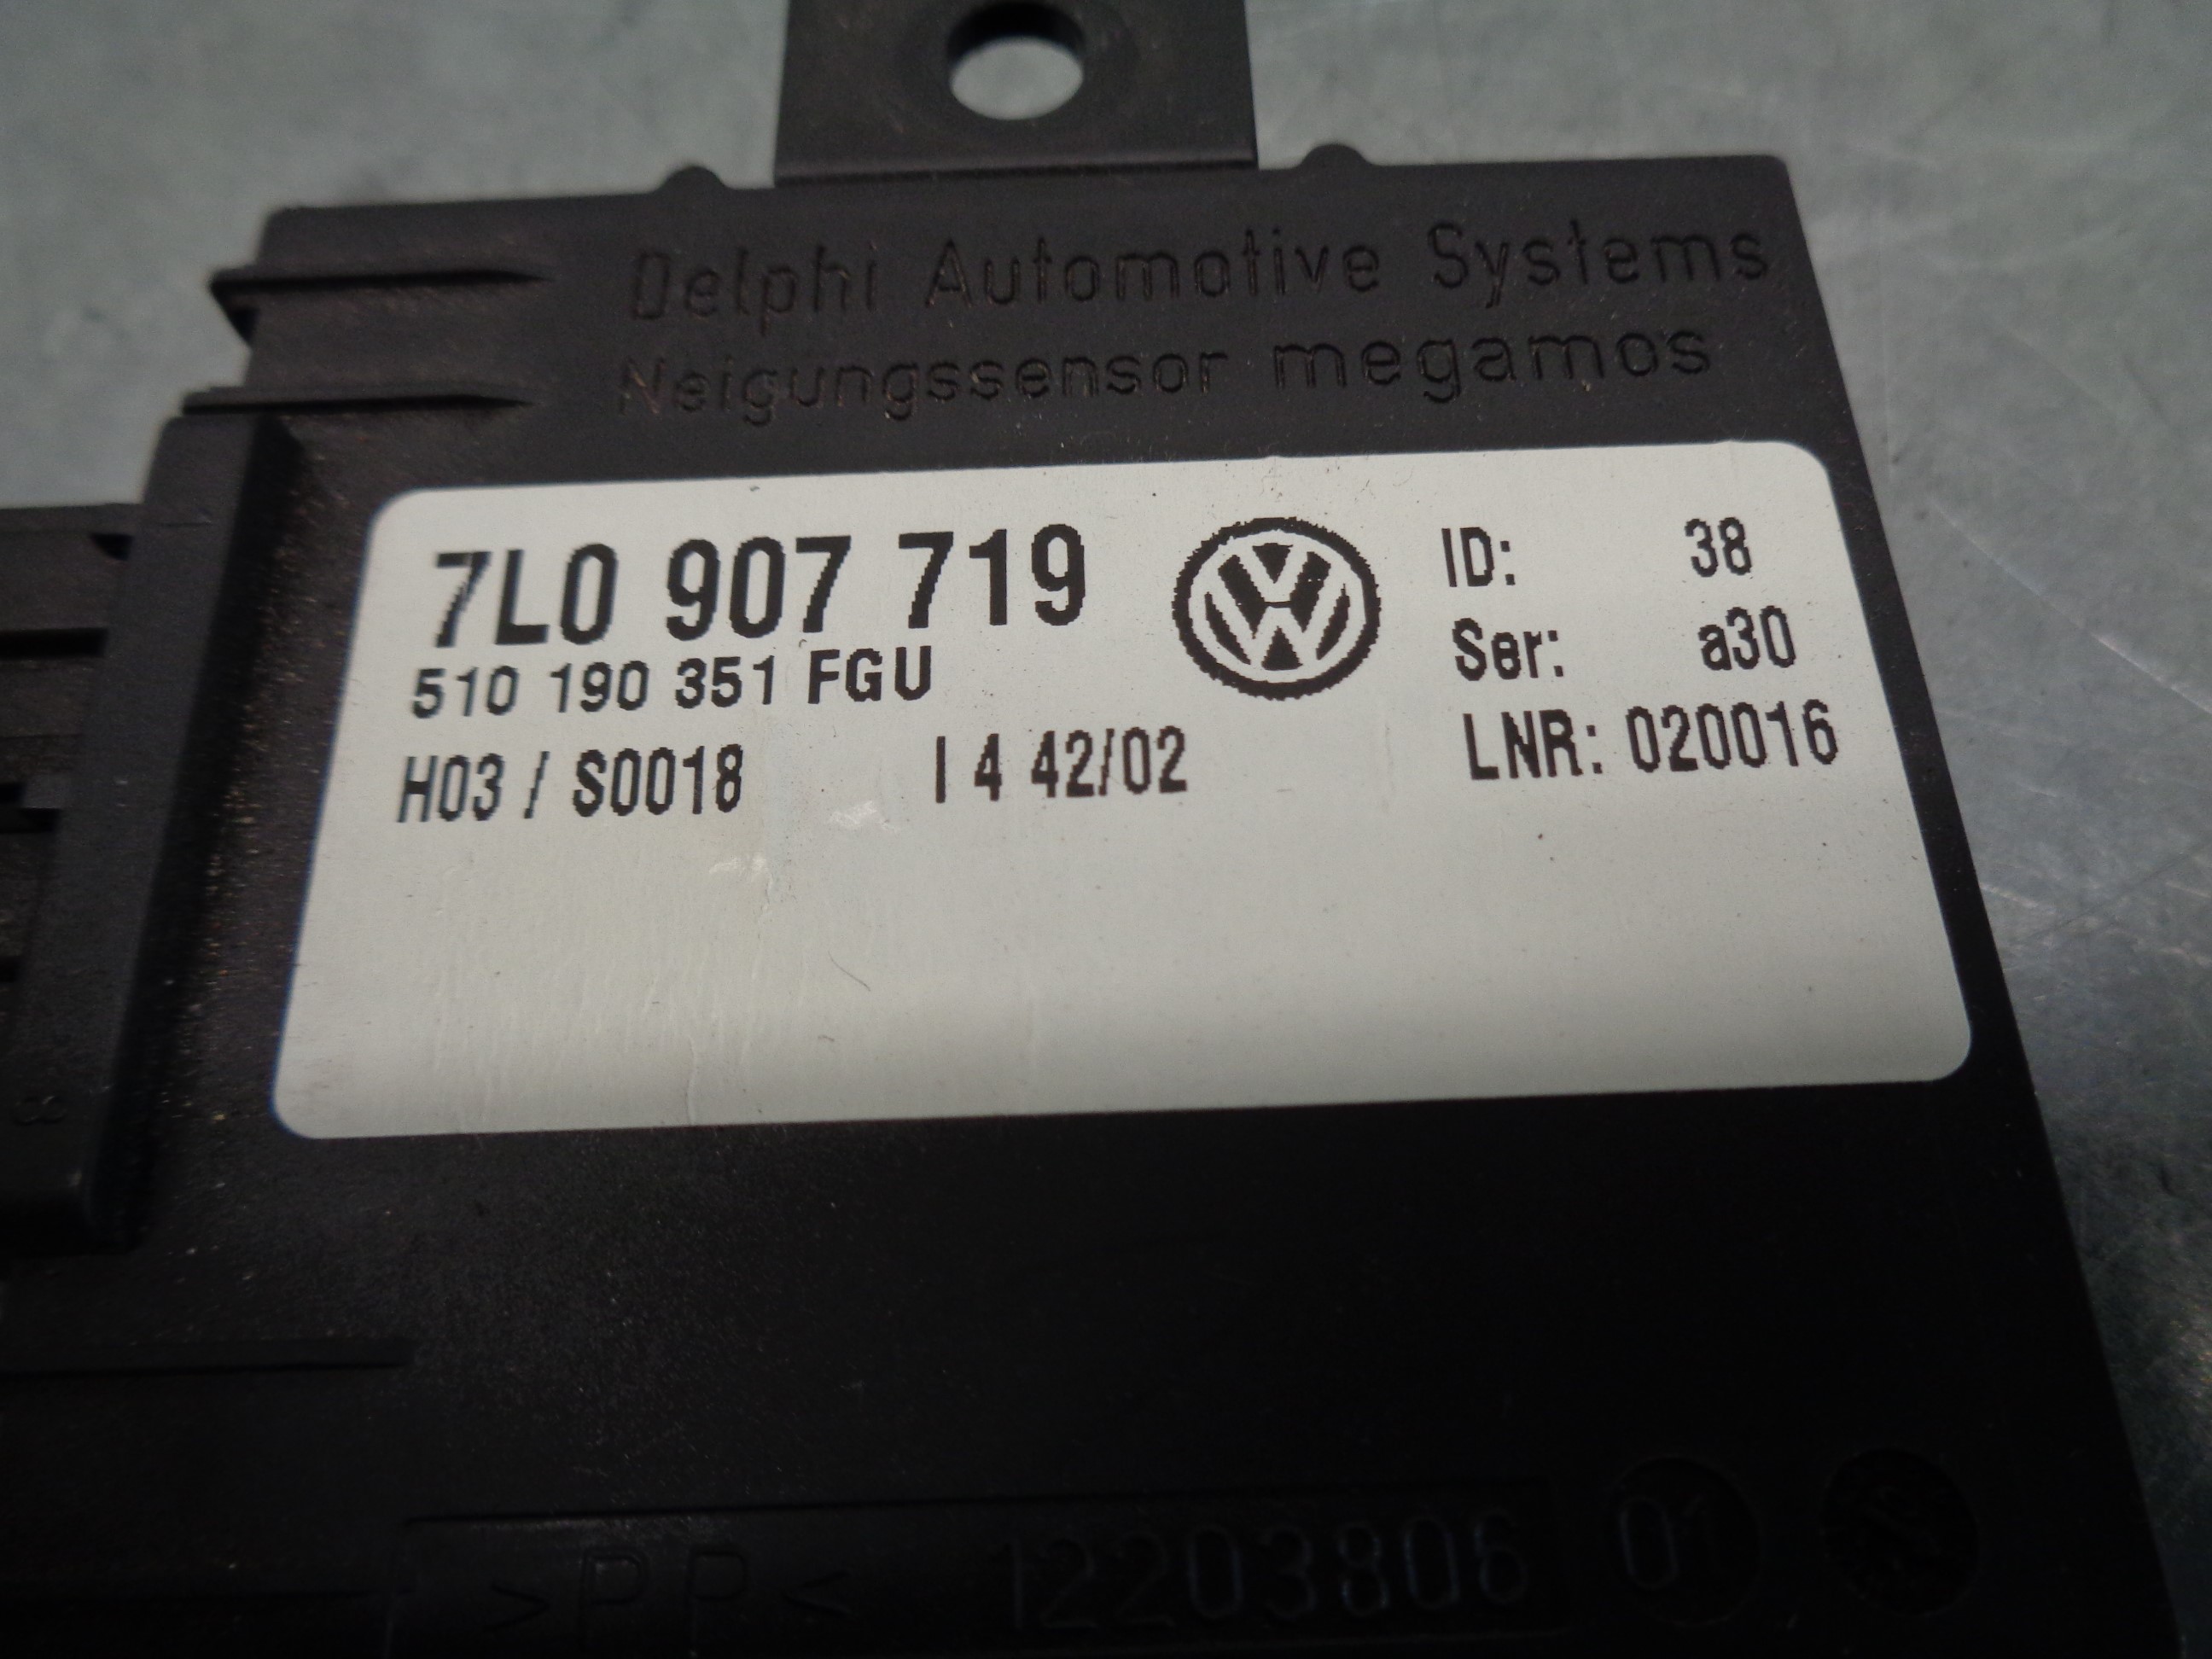 Delphi Automotive Systems
Neigungssensor megamos
7L0 907 719
510 190 351 FGU
H03 / S0018 I 4 42/02
ID: 38
Ser: a30
LNR: 020016
>PP< 12203806 01